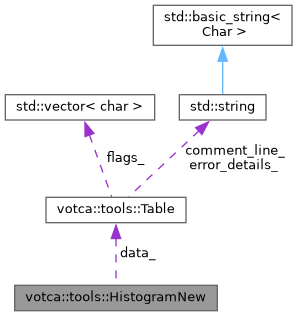 std::basic_string<
Char >
std::vector< char >
std::string
flags_
comment_line_
error_details_
votca::tools::Table
data_
votca::tools::HistogramNew